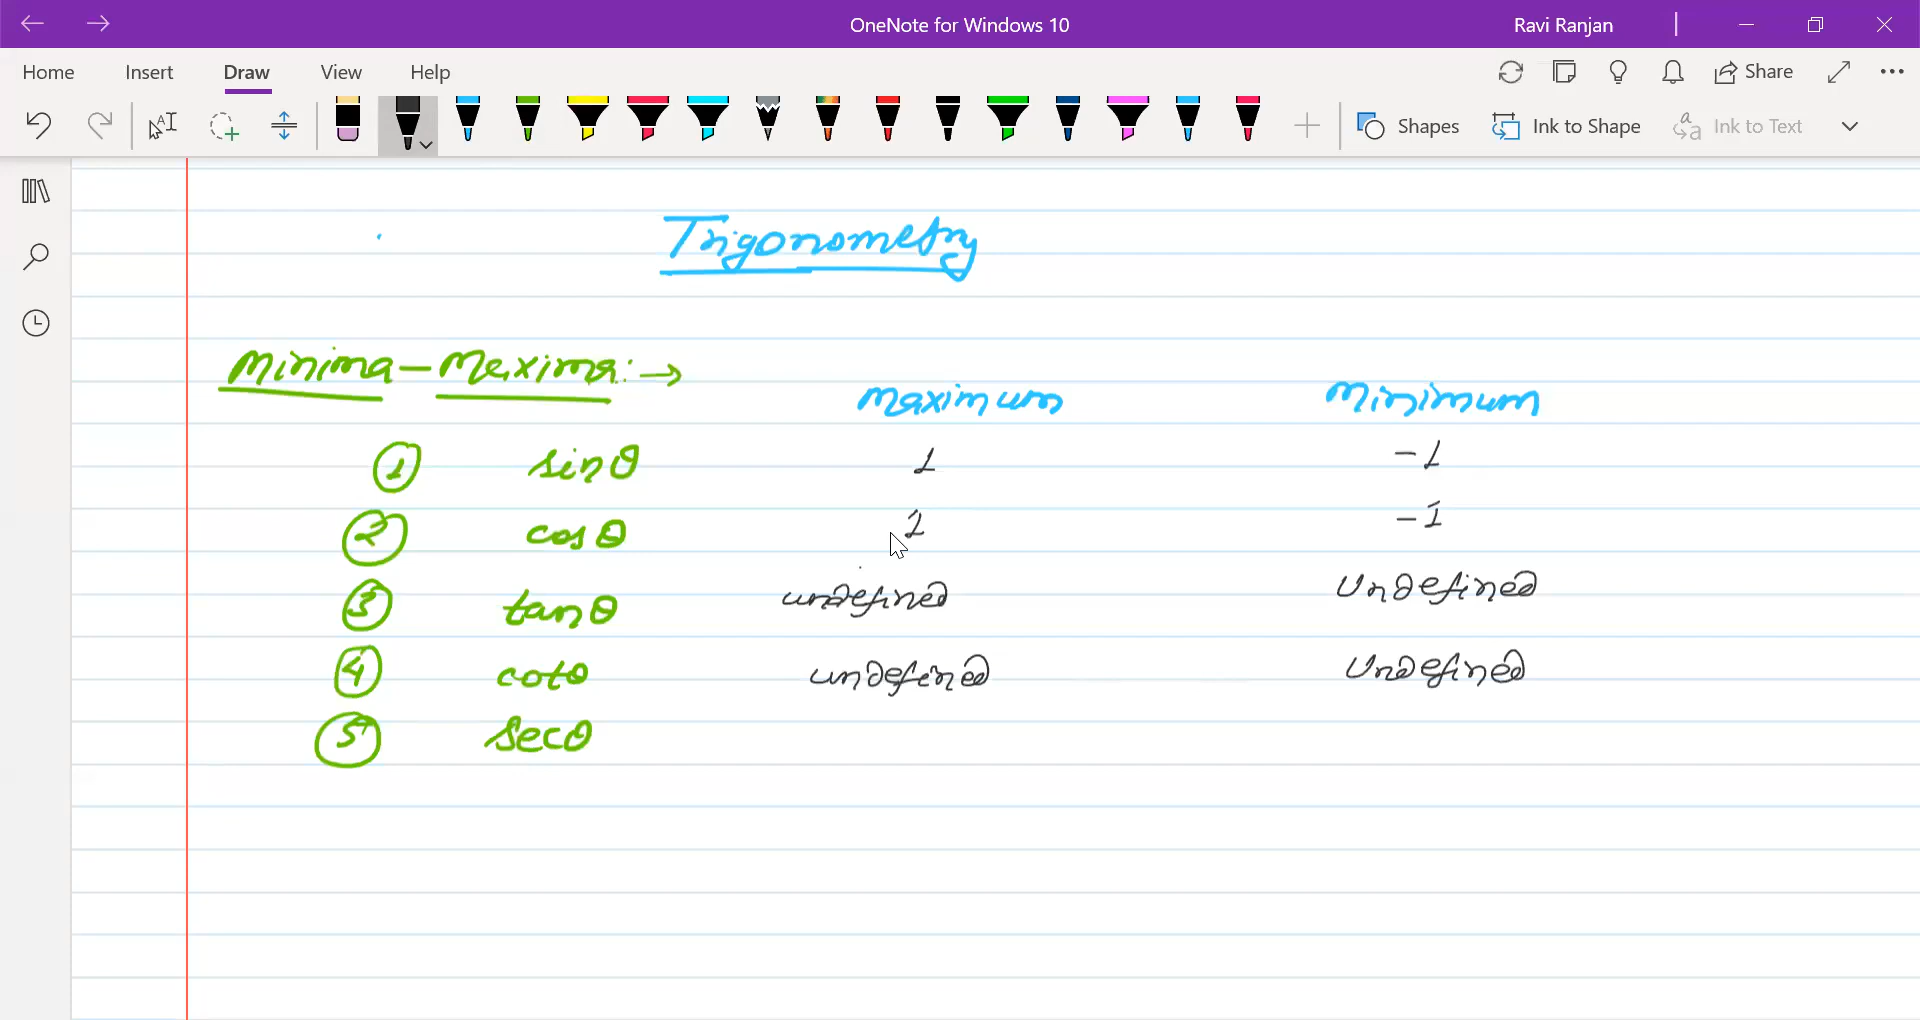 OneNote for Windows 10
Ravi Ranjan
Home Insert Draw View Help
Share
Shapes Ink to Shape Ink to Text
Trigonometry
Minima - Maxima : →
Maximum Minimum
① sinθ 1 -1
② cosθ 1 -1
③ tanθ undefined Undefined
④ cotθ undefined Undefined
⑤ secθ